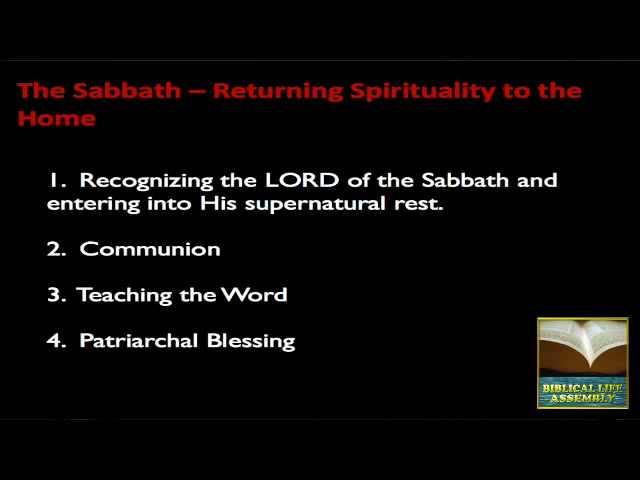 The Sabbath – Returning Spirituality to the
Home
1. Recognizing the LORD of the Sabbath and
entering into His supernatural rest.
2. Communion
3. Teaching the Word
4. Patriarchal Blessing
BIBLICAL LIFE
ASSEMBLY